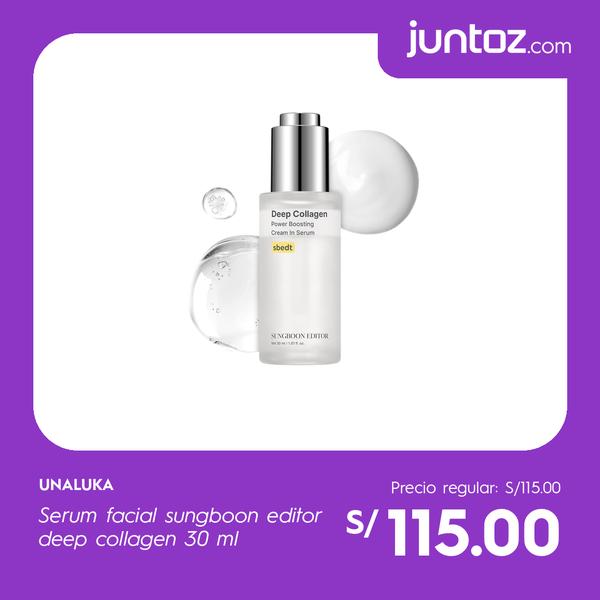 juntoz.com
Deep Collagen
Power Boosting
Cream In Serum
sbedt
SUNGBOON EDITOR
UNALUKA
Serum facial sungboon editor
deep collagen 30 ml
Precio regular: S/115.00
S/115.00